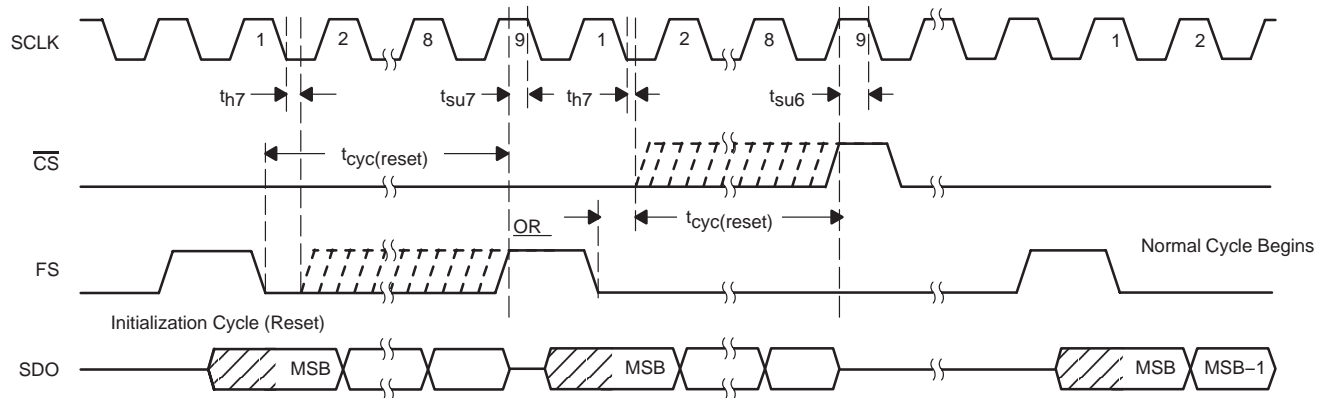 SCLK 1 2 8 9 1 2 8 9 1 2
th7 tsu7 th7 tsu6
CS tcyc(reset)
OR tcyc(reset)
Normal Cycle Begins
FS
Initialization Cycle (Reset)
SDO MSB MSB MSB MSB–1